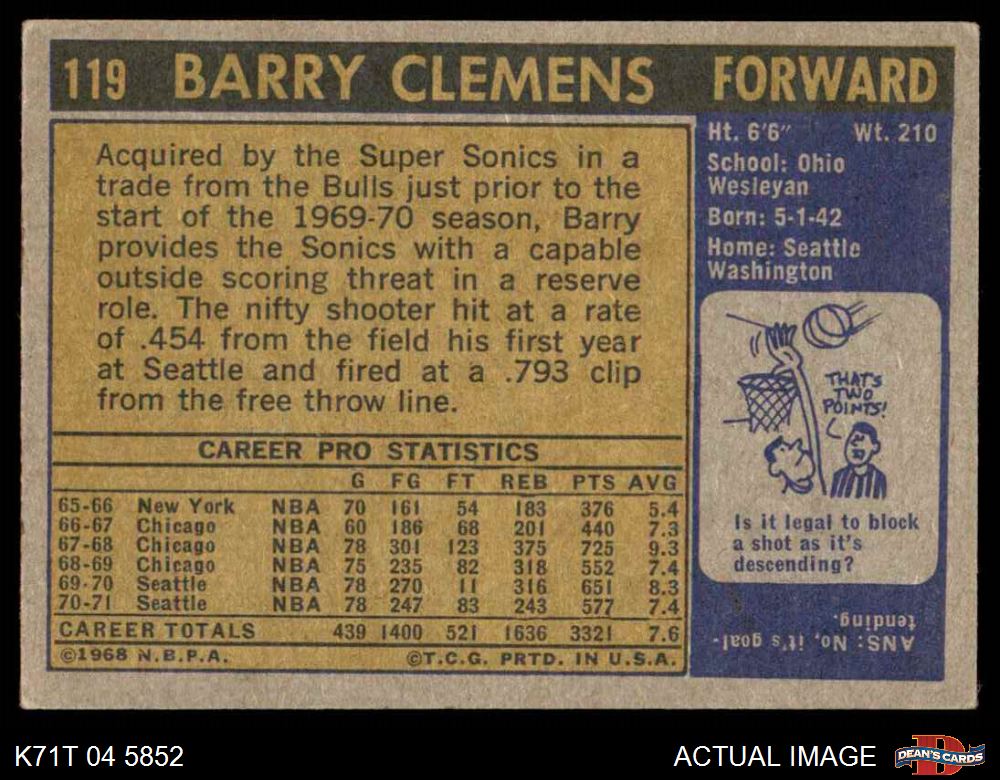 119 BARRY CLEMENS FORWARD
Acquired by the Super Sonics in a
trade from the Bulls just prior to the
start of the 1969-70 season, Barry
provides the Sonics with a capable
outside scoring threat in a reserve
role. The nifty shooter hit at a rate
of .454 from the field his first year
at Seattle and fired at a .793 clip
from the free throw line.
Ht. 6'6" Wt. 210
School: Ohio
Wesleyan
Born: 5-1-42
Home: Seattle
Washington
THAT'S
TWO
POINTS!
Is it legal to block
a shot as it's
descending?
ANS: No, it's goal-
tending
CAREER PRO STATISTICS
G FG FT REB PTS AVG
65-66 New York NBA 70 161 54 183 376 5.4
66-67 Chicago NBA 60 186 68 201 440 7.3
67-68 Chicago NBA 78 301 123 375 725 9.3
68-69 Chicago NBA 75 235 82 318 552 7.4
69-70 Seattle NBA 78 270 11 316 651 8.3
70-71 Seattle NBA 78 247 83 243 577 7.4
CAREER TOTALS 439 1400 521 1636 3321 7.6
©1968 N.B.P.A. ©T.C.G. PRTD. IN U.S.A.
K71T 04 5852 ACTUAL IMAGE DEAN'S CARDS